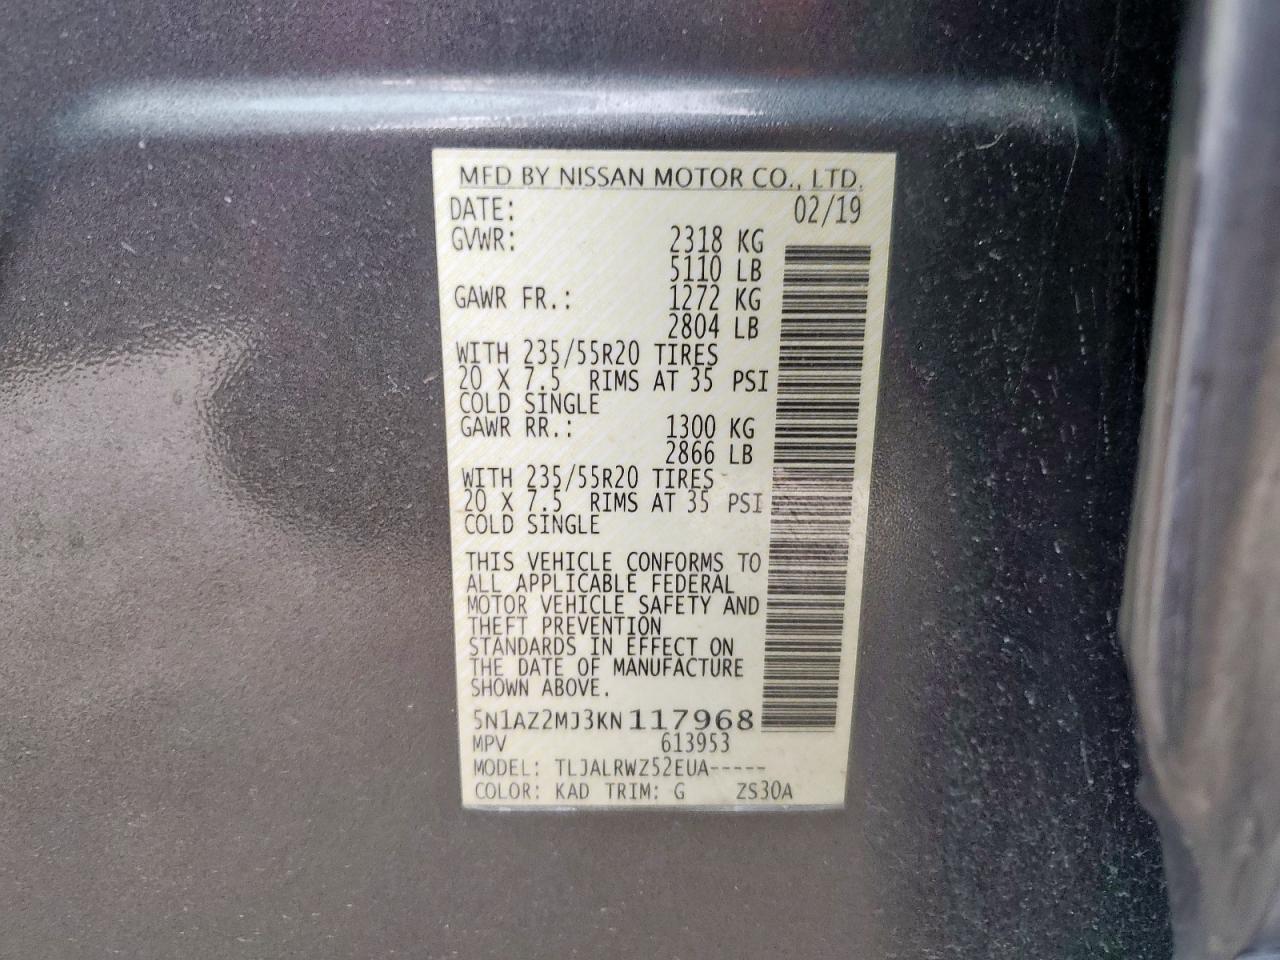 MFD BY NISSAN MOTOR CO., LTD.
DATE: 02/19
GVWR: 2318 KG
5110 LB
GAWR FR.: 1272 KG
2804 LB
WITH 235/55R20 TIRES
20 X 7.5 RIMS AT 35 PSI
COLD SINGLE
GAWR RR.: 1300 KG
2866 LB
WITH 235/55R20 TIRES
20 X 7.5 RIMS AT 35 PSI
COLD SINGLE
THIS VEHICLE CONFORMS TO
ALL APPLICABLE FEDERAL
MOTOR VEHICLE SAFETY AND
THEFT PREVENTION
STANDARDS IN EFFECT ON
THE DATE OF MANUFACTURE
SHOWN ABOVE.
5N1AZ2MJ3KN117968
MPV 613953
MODEL: TLJALRWZ52EUA-----
COLOR: KAD TRIM: G ZS30A